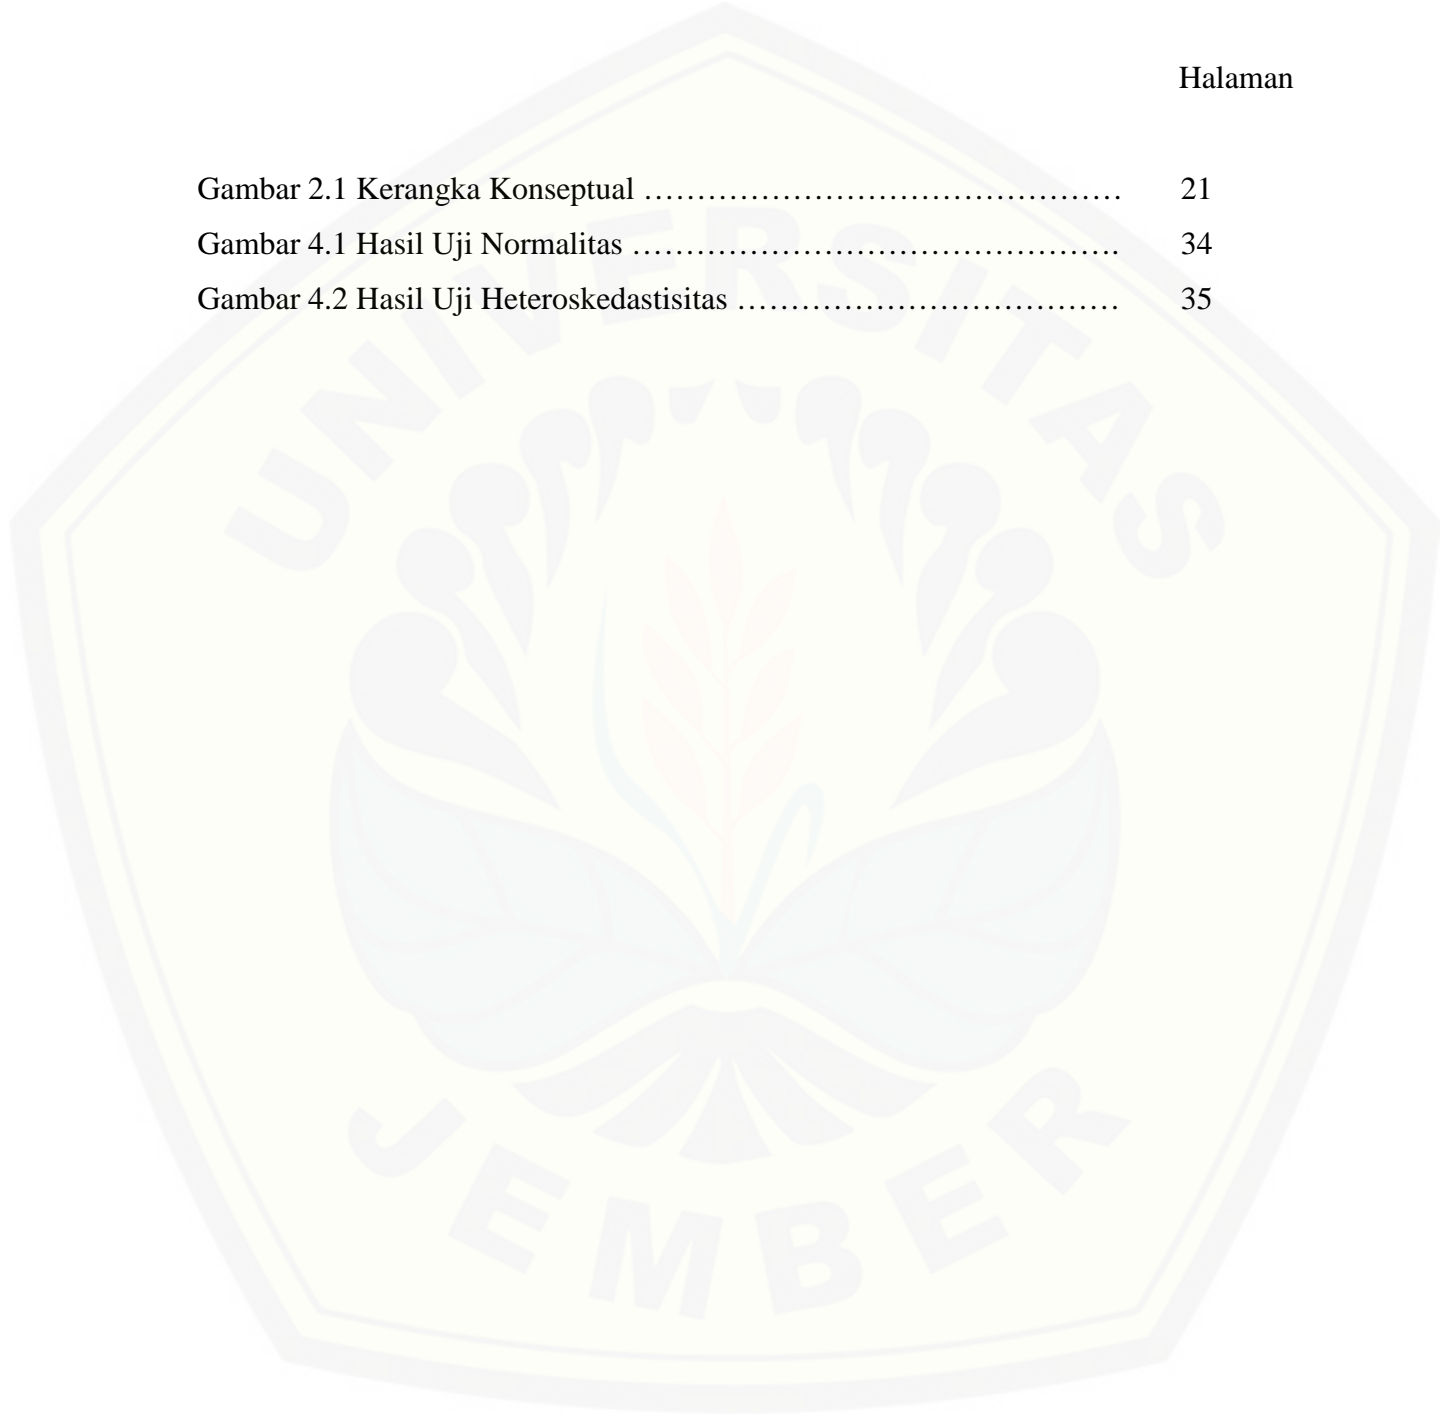 Halaman
Gambar 2.1 Kerangka Konseptual ………………………………………… 21
Gambar 4.1 Hasil Uji Normalitas …………………………………………. 34
Gambar 4.2 Hasil Uji Heteroskedastisitas ……………………………… 35
UNIVERSITAS
JEMBER